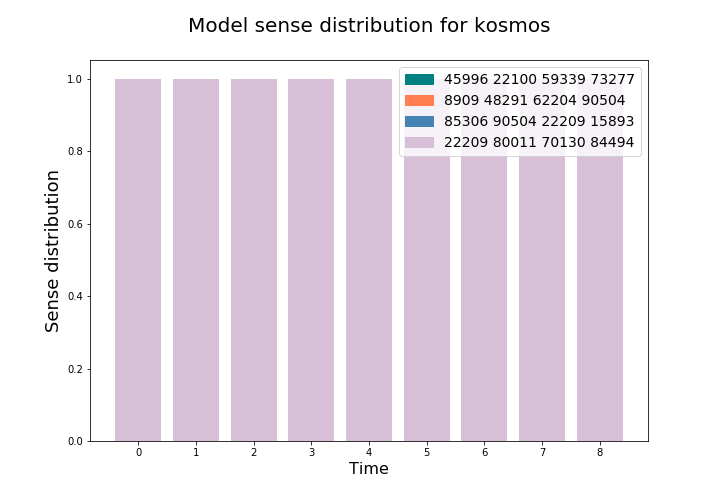 Model sense distribution for kosmos
45996 22100 59339 73277
8909 48291 62204 90504
85306 90504 22209 15893
22209 80011 70130 84494
Sense distribution
1.0
0.8
0.6
0.4
0.2
0.0
0 1 2 3 4 5 6 7 8
Time